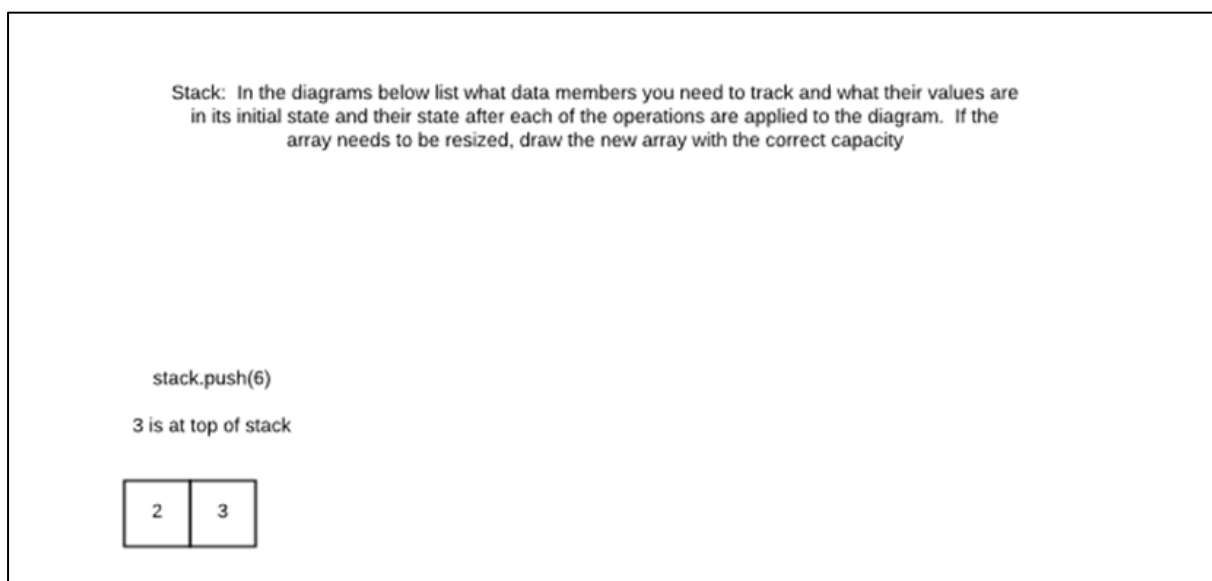 Stack: In the diagrams below list what data members you need to track and what their values are
in its initial state and their state after each of the operations are applied to the diagram. If the
array needs to be resized, draw the new array with the correct capacity
stack.push(6)
3 is at top of stack
2 3